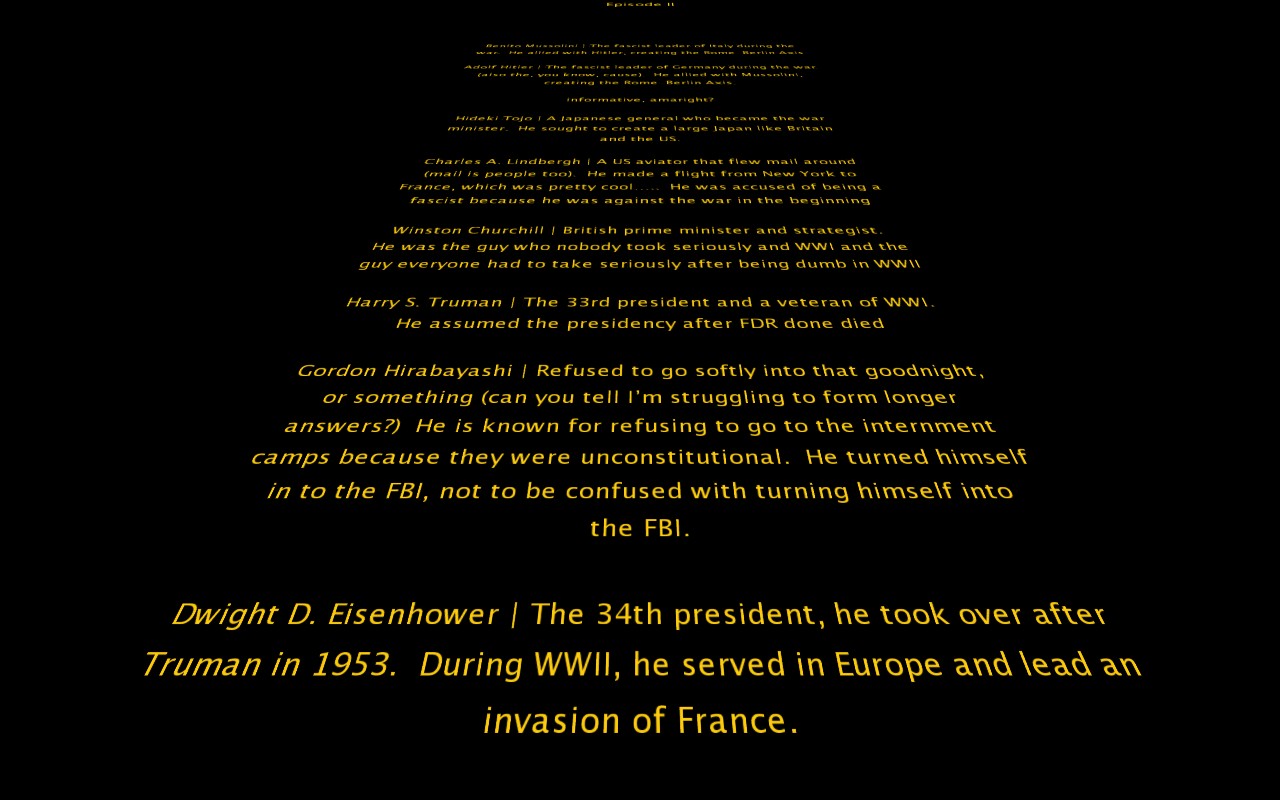 Episode II
Benito Mussolini | The fascist leader of Italy during the
war.  He allied with Hitler, creating the Rome Berlin Axis
Adolf Hitler | The fascist leader of Germany during the war
(also the, you know, cause).  He allied with Mussolini,
creating the Rome Berlin Axis.
Informative, amaright?
Hideki Tojo | A Japanese general who became the war
minister.  He sought to create a large Japan like Britain
and the US.
Charles A. Lindbergh | A US aviator that flew mail around
(mail is people too).  He made a flight from New York to
France, which was pretty cool.....  He was accused of being a
fascist because he was against the war in the beginning
Winston Churchill | British prime minister and strategist.
He was the guy who nobody took seriously and WWI and the
guy everyone had to take seriously after being dumb in WWII
Harry S. Truman | The 33rd president and a veteran of WWI.
He assumed the presidency after FDR done died
Gordon Hirabayashi | Refused to go softly into that goodnight,
or something (can you tell I'm struggling to form longer
answers?)  He is known for refusing to go to the internment
camps because they were unconstitutional.  He turned himself
in to the FBI, not to be confused with turning himself into
the FBI.
Dwight D. Eisenhower | The 34th president, he took over after
Truman in 1953.  During WWII, he served in Europe and lead an
invasion of France.